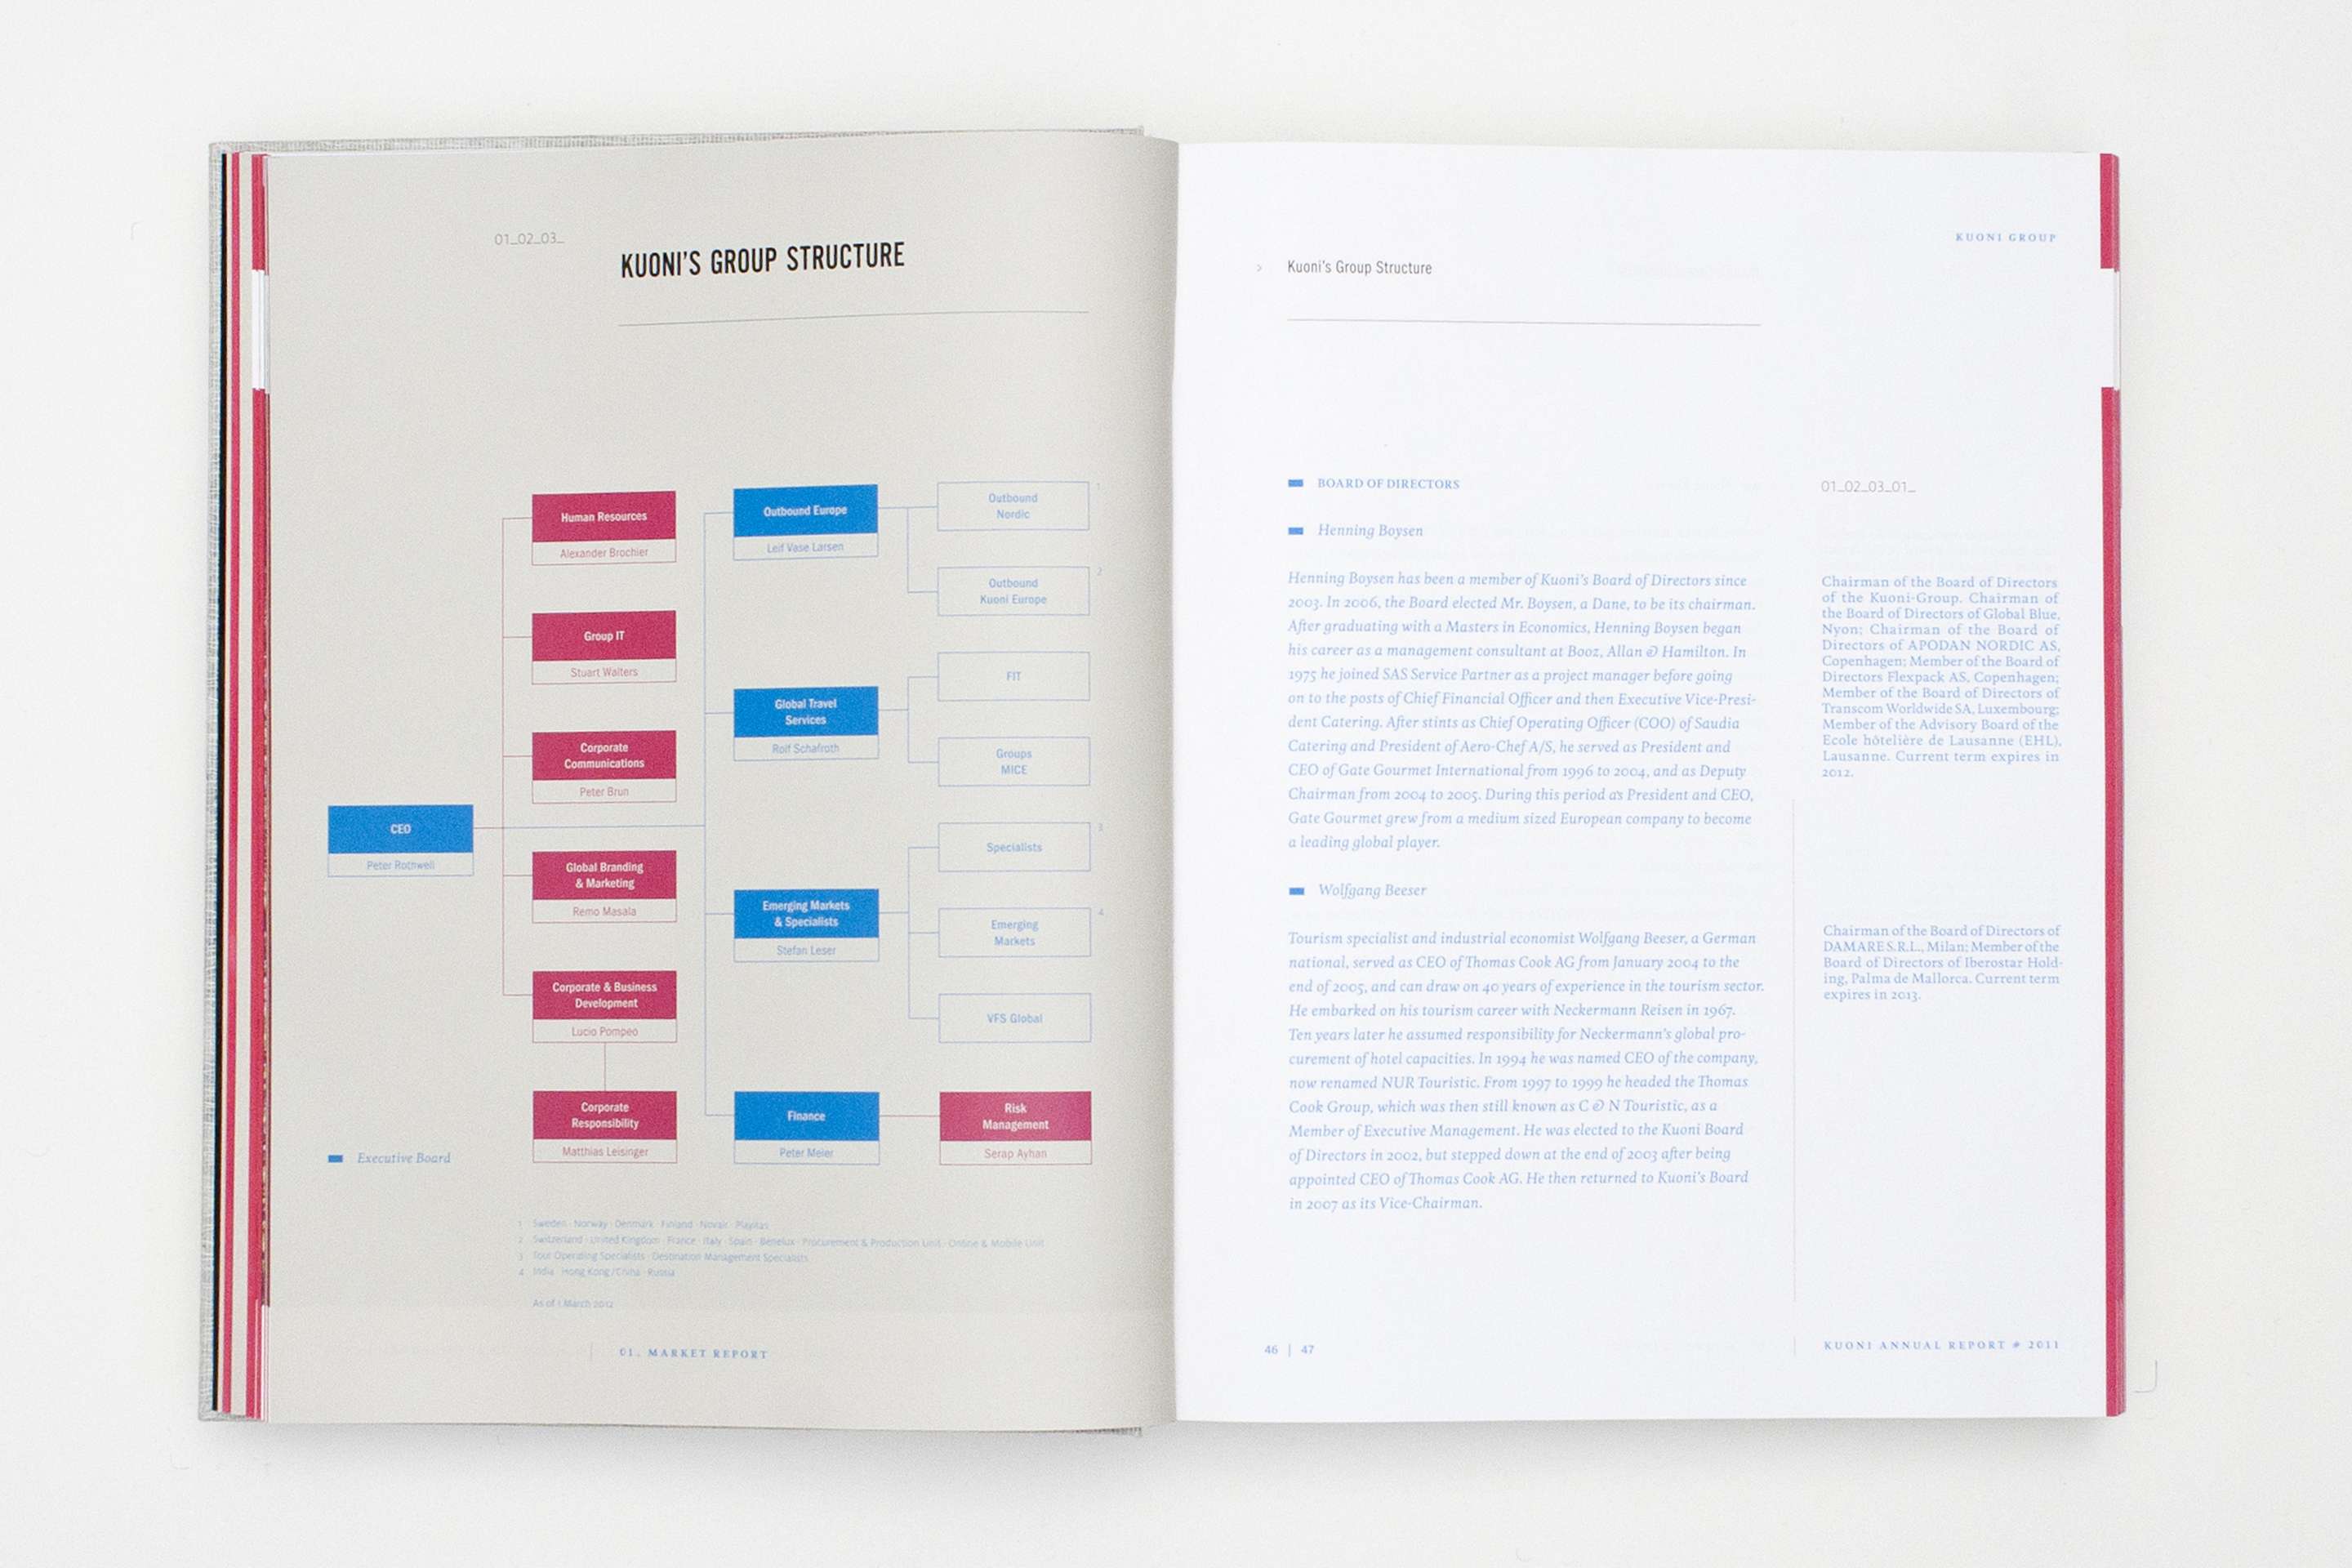 01_02_03_
KUONI'S GROUP STRUCTURE
CEO
Peter Rothwell
Human Resources
Alexander Brochier
Group IT
Stuart Walters
Corporate
Communications
Peter Brun
Global Branding
& Marketing
Remo Masala
Corporate & Business
Development
Lucio Pompeo
Corporate
Responsibility
Matthias Leisinger
Outbound Europe
Leif Vase Larsen
Global Travel
Services
Rolf Schafroth
Emerging Markets
& Specialists
Stefan Leser
Finance
Peter Meier
Outbound
Nordic
1
Outbound
Kuoni Europe
2
FIT
Groups
MICE
Specialists
3
Emerging
Markets
4
VFS Global
Risk
Management
Serap Ayhan
Executive Board
1 Sweden · Norway · Denmark · Finland · Novair · Playitas
2 Switzerland · United Kingdom · France · Italy · Spain · Benelux · Procurement & Production Unit · Online & Mobile Unit
3 Tour Operating Specialists · Destination Management Specialists
4 India · Hong Kong / China · Russia
As of 1 March 2012
01. MARKET REPORT
KUONI GROUP
› Kuoni's Group Structure
BOARD OF DIRECTORS
01_02_03_01_
Henning Boysen
Henning Boysen has been a member of Kuoni's Board of Directors since
2003. In 2006, the Board elected Mr. Boysen, a Dane, to be its chairman.
After graduating with a Masters in Economics, Henning Boysen began
his career as a management consultant at Booz, Allan & Hamilton. In
1975 he joined SAS Service Partner as a project manager before going
on to the posts of Chief Financial Officer and then Executive Vice-Presi-
dent Catering. After stints as Chief Operating Officer (COO) of Saudia
Catering and President of Aero-Chef A/S, he served as President and
CEO of Gate Gourmet International from 1996 to 2004, and as Deputy
Chairman from 2004 to 2005. During this period as President and CEO,
Gate Gourmet grew from a medium sized European company to become
a leading global player.
Chairman of the Board of Directors
of the Kuoni-Group. Chairman of
the Board of Directors of Global Blue,
Nyon; Chairman of the Board of
Directors of APODAN NORDIC AS,
Copenhagen; Member of the Board of
Directors Flexpack AS, Copenhagen;
Member of the Board of Directors of
Transcom Worldwide SA, Luxembourg;
Member of the Advisory Board of the
Ecole hôtelière de Lausanne (EHL),
Lausanne. Current term expires in
2012.
Wolfgang Beeser
Tourism specialist and industrial economist Wolfgang Beeser, a German
national, served as CEO of Thomas Cook AG from January 2004 to the
end of 2005, and can draw on 40 years of experience in the tourism sector.
He embarked on his tourism career with Neckermann Reisen in 1967.
Ten years later he assumed responsibility for Neckermann's global pro-
curement of hotel capacities. In 1994 he was named CEO of the company,
now renamed NUR Touristic. From 1997 to 1999 he headed the Thomas
Cook Group, which was then still known as C & N Touristic, as a
Member of Executive Management. He was elected to the Kuoni Board
of Directors in 2002, but stepped down at the end of 2003 after being
appointed CEO of Thomas Cook AG. He then returned to Kuoni's Board
in 2007 as its Vice-Chairman.
Chairman of the Board of Directors of
DAMARE S.R.L., Milan; Member of the
Board of Directors of Iberostar Hold-
ing, Palma de Mallorca. Current term
expires in 2013.
46 | 47
KUONI ANNUAL REPORT # 2011